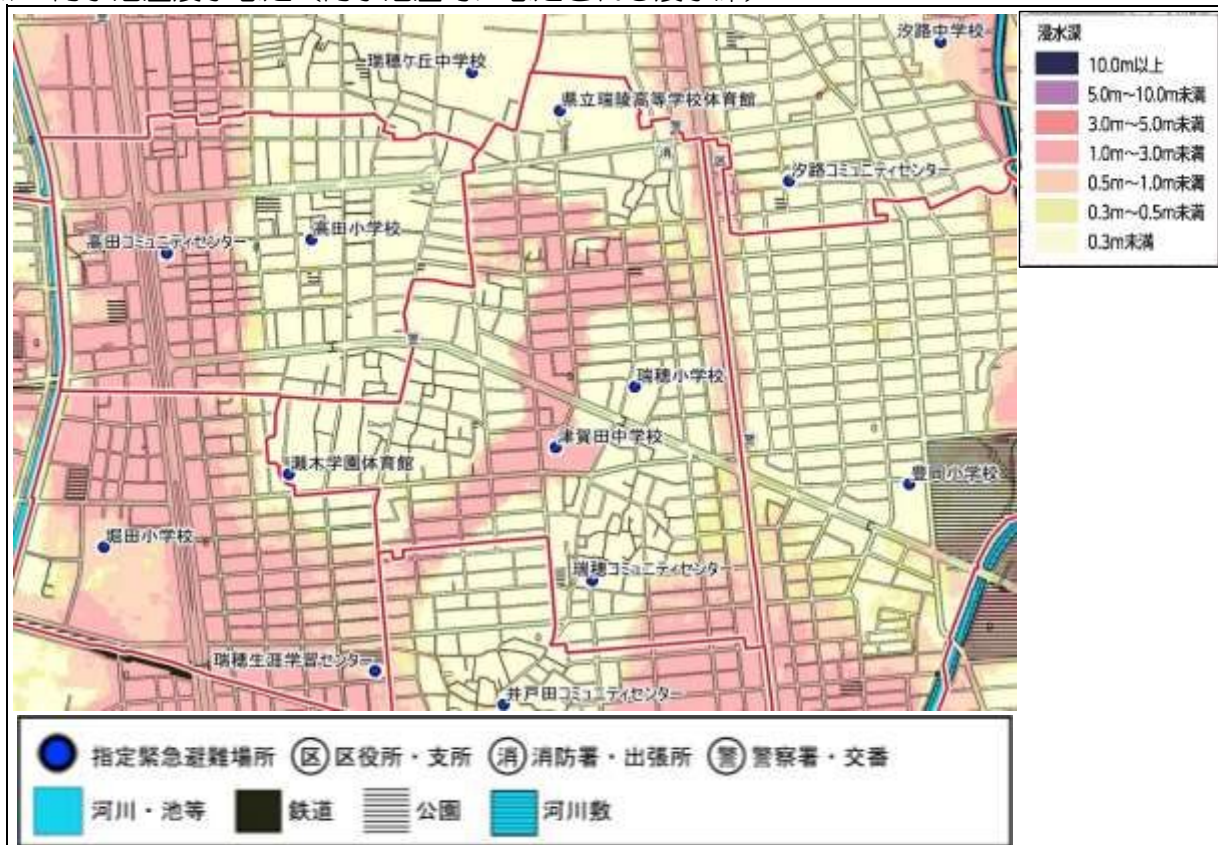 汐路中学校
瑞穂ケ丘中学校
県立瑞陵高等学校体育館
消
区
汐路コミュニティセンター
高田小学校
高田コミュニティセンター
瑞穂小学校
津賀田中学校
瀬木学園体育館
豊岡小学校
堀田小学校
瑞穂コミュニティセンター
瑞穂生涯学習センター
井戸田コミュニティセンター
浸水深
10.0m以上
5.0m～10.0m未満
3.0m～5.0m未満
1.0m～3.0m未満
0.5m～1.0m未満
0.3m～0.5m未満
0.3m未満
指定緊急避難場所 区 区役所・支所 消 消防署・出張所 警 警察署・交番
河川・池等 鉄道 公園 河川敷